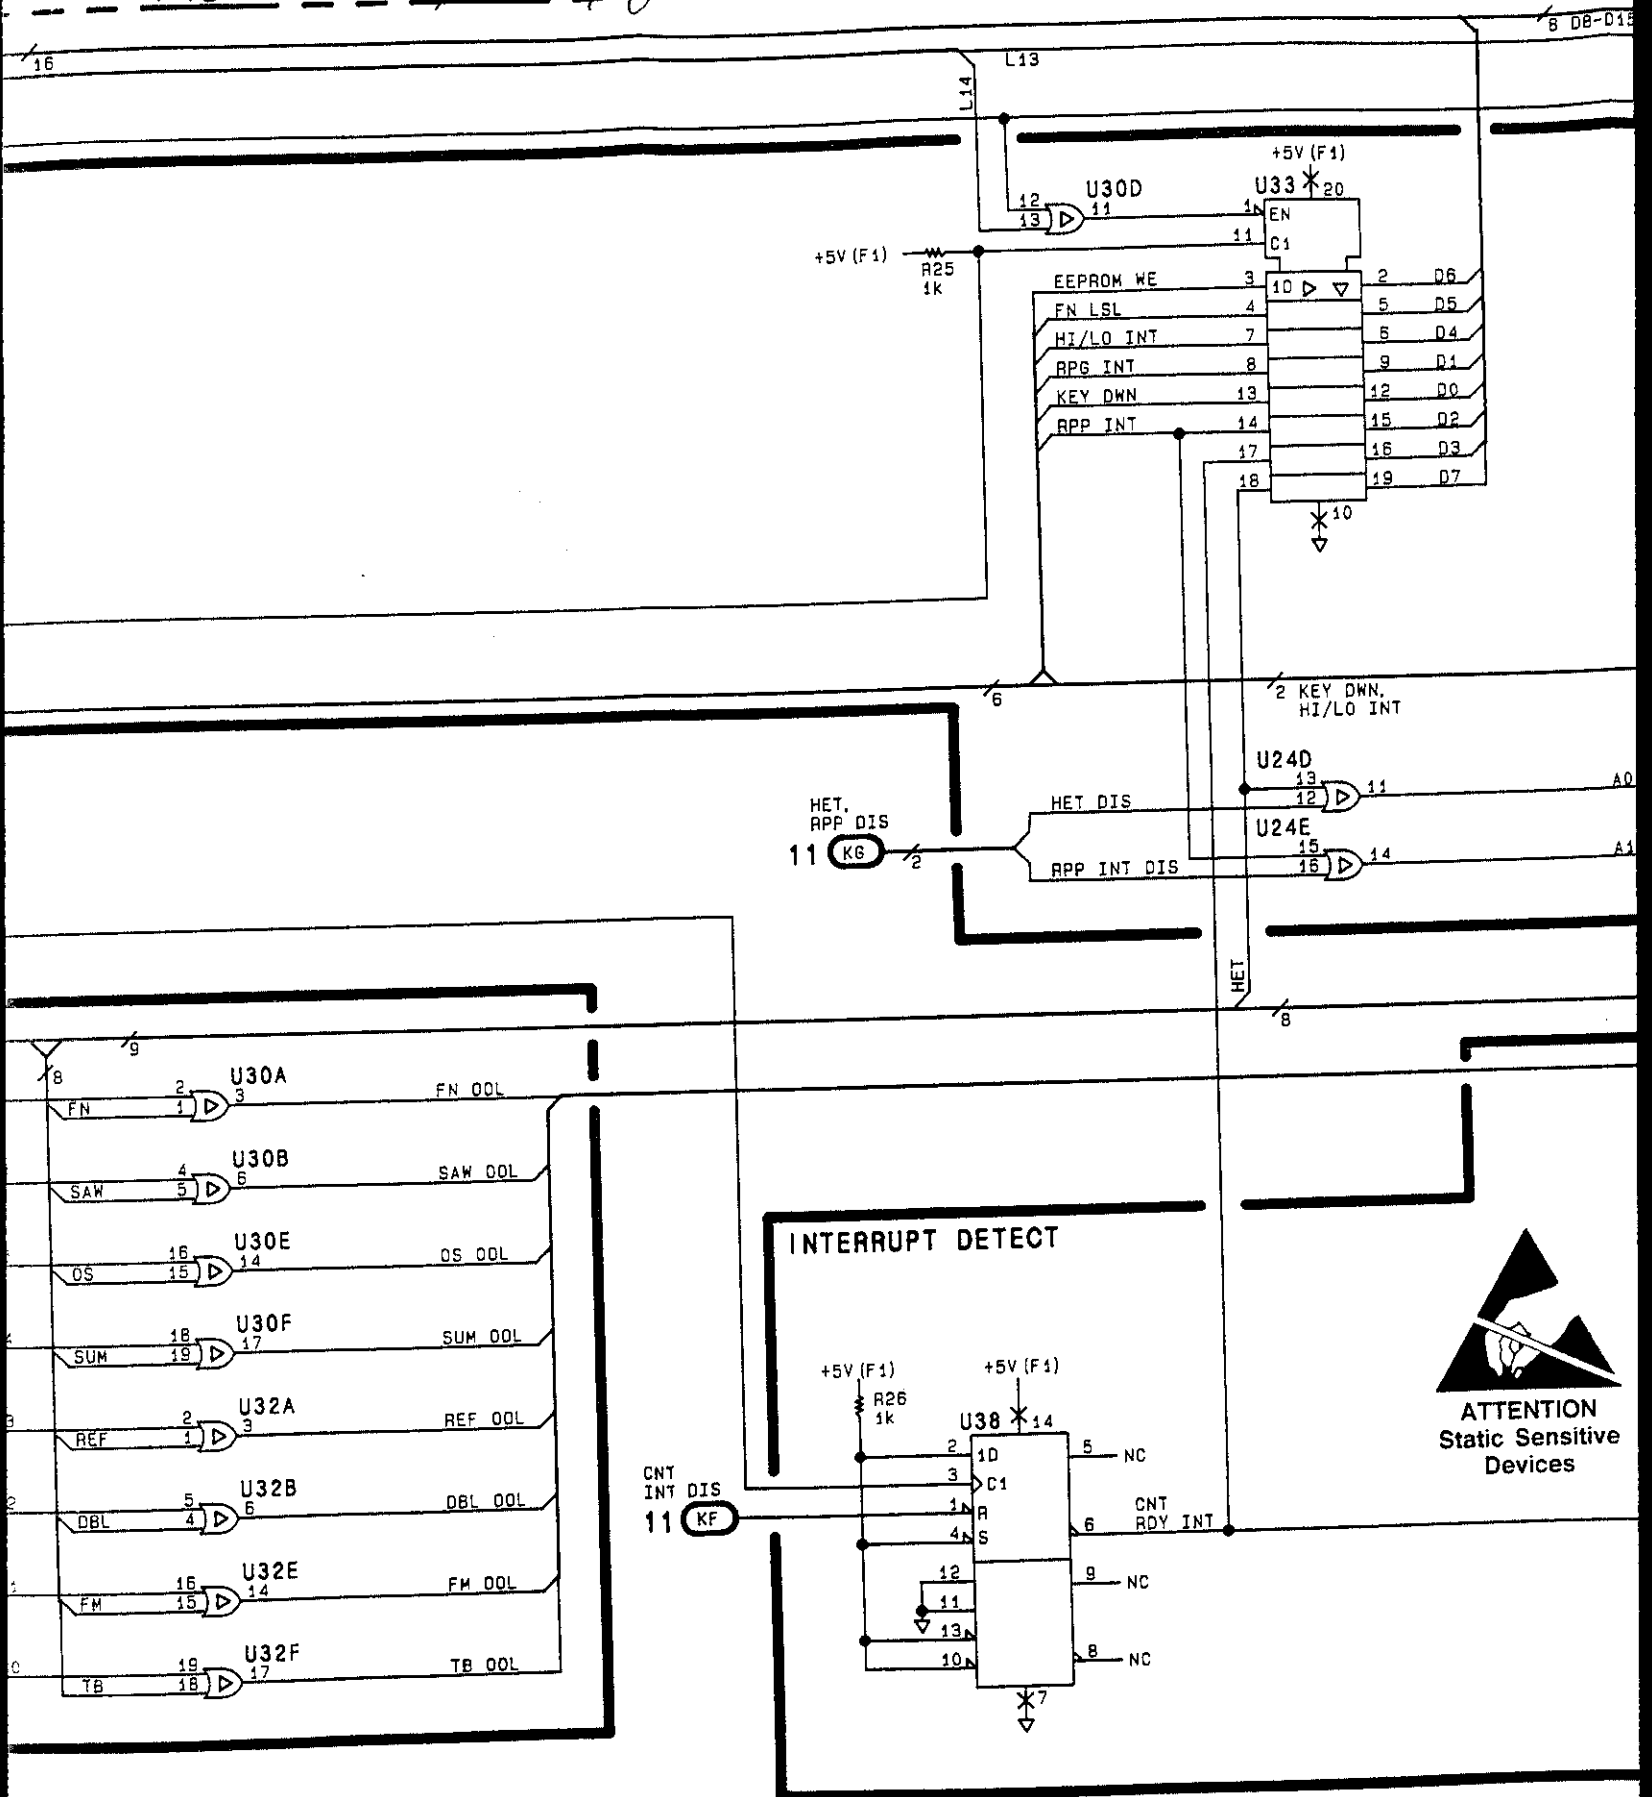 16
8 D8-D15
L13
L14
+5V(F1)
U30D
U33
20
12
13
11
1
EN
11
C1
+5V(F1)
R25
1k
EEPROM WE
3
1D
2
D6
FN LSL
4
5
D5
HI/LO INT
7
6
D4
RPG INT
8
9
D1
KEY DWN
13
12
D0
RPP INT
14
15
D2
17
16
D3
18
19
D7
10
6
2 KEY DWN,
HI/LO INT
U24D
HET,
RPP DIS
HET DIS
13
12
11
A0
U24E
11
KG
2
15
16
14
A1
RPP INT DIS
HET
9
8
8
U30A
FN
2
1
3
FN OOL
U30B
SAW
4
5
6
SAW OOL
INTERRUPT DETECT
U30E
OS
16
15
14
OS OOL
U30F
SUM
18
19
17
SUM OOL
+5V(F1)
+5V(F1)
R26
1k
U38
14
U32A
REF
2
1
3
REF OOL
ATTENTION
Static Sensitive
Devices
2
1D
5
NC
3
C1
CNT
INT DIS
11
KF
1
R
4
S
6
CNT
RDY INT
U32B
DBL
5
4
6
DBL OOL
12
9
NC
11
13
10
8
NC
7
U32E
FM
16
15
14
FM OOL
U32F
TB
19
18
17
TB OOL